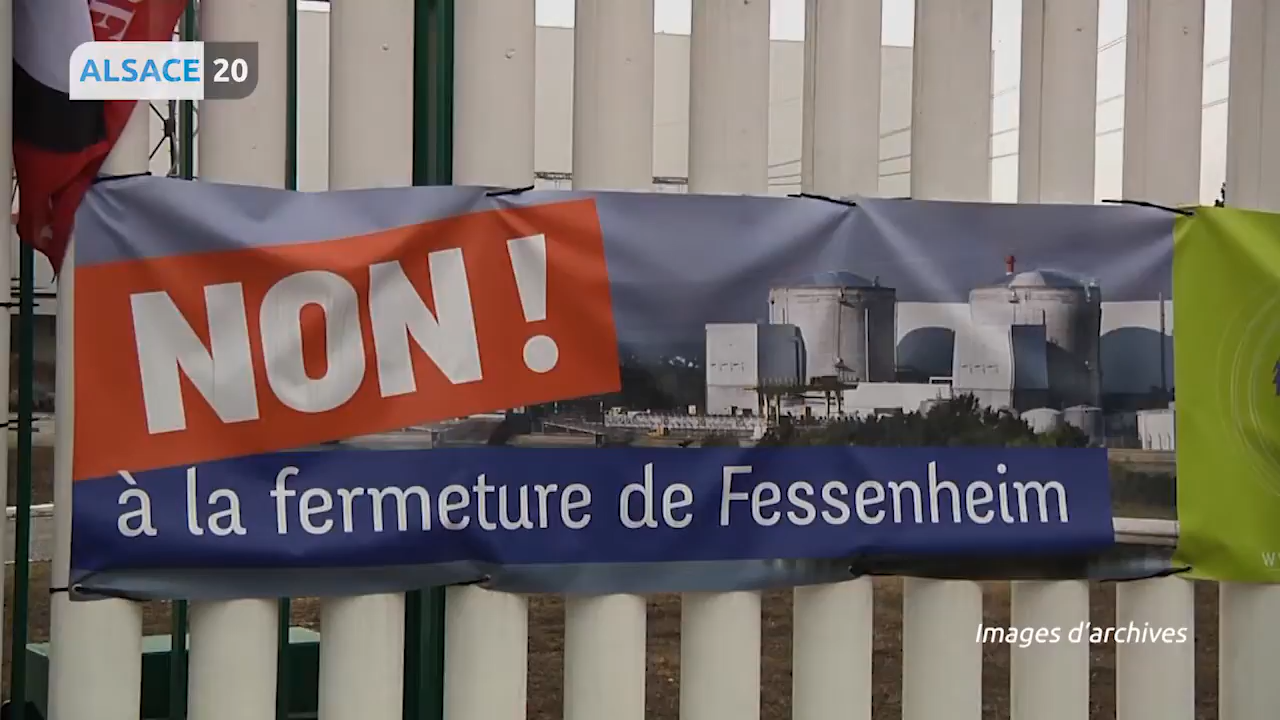 ALSACE 20
NON !
à la fermeture de Fessenheim
Images d'archives